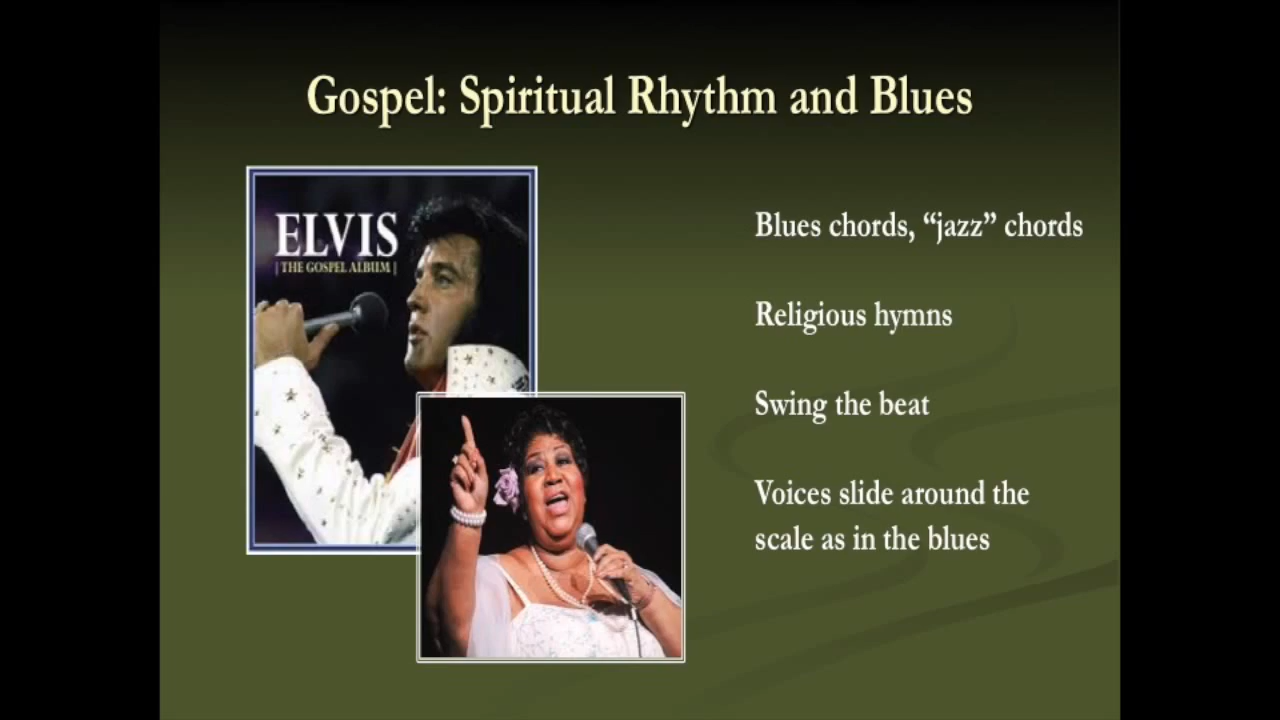 Gospel: Spiritual Rhythm and Blues
ELVIS
| THE GOSPEL ALBUM |
Blues chords, “jazz” chords
Religious hymns
Swing the beat
Voices slide around the
scale as in the blues